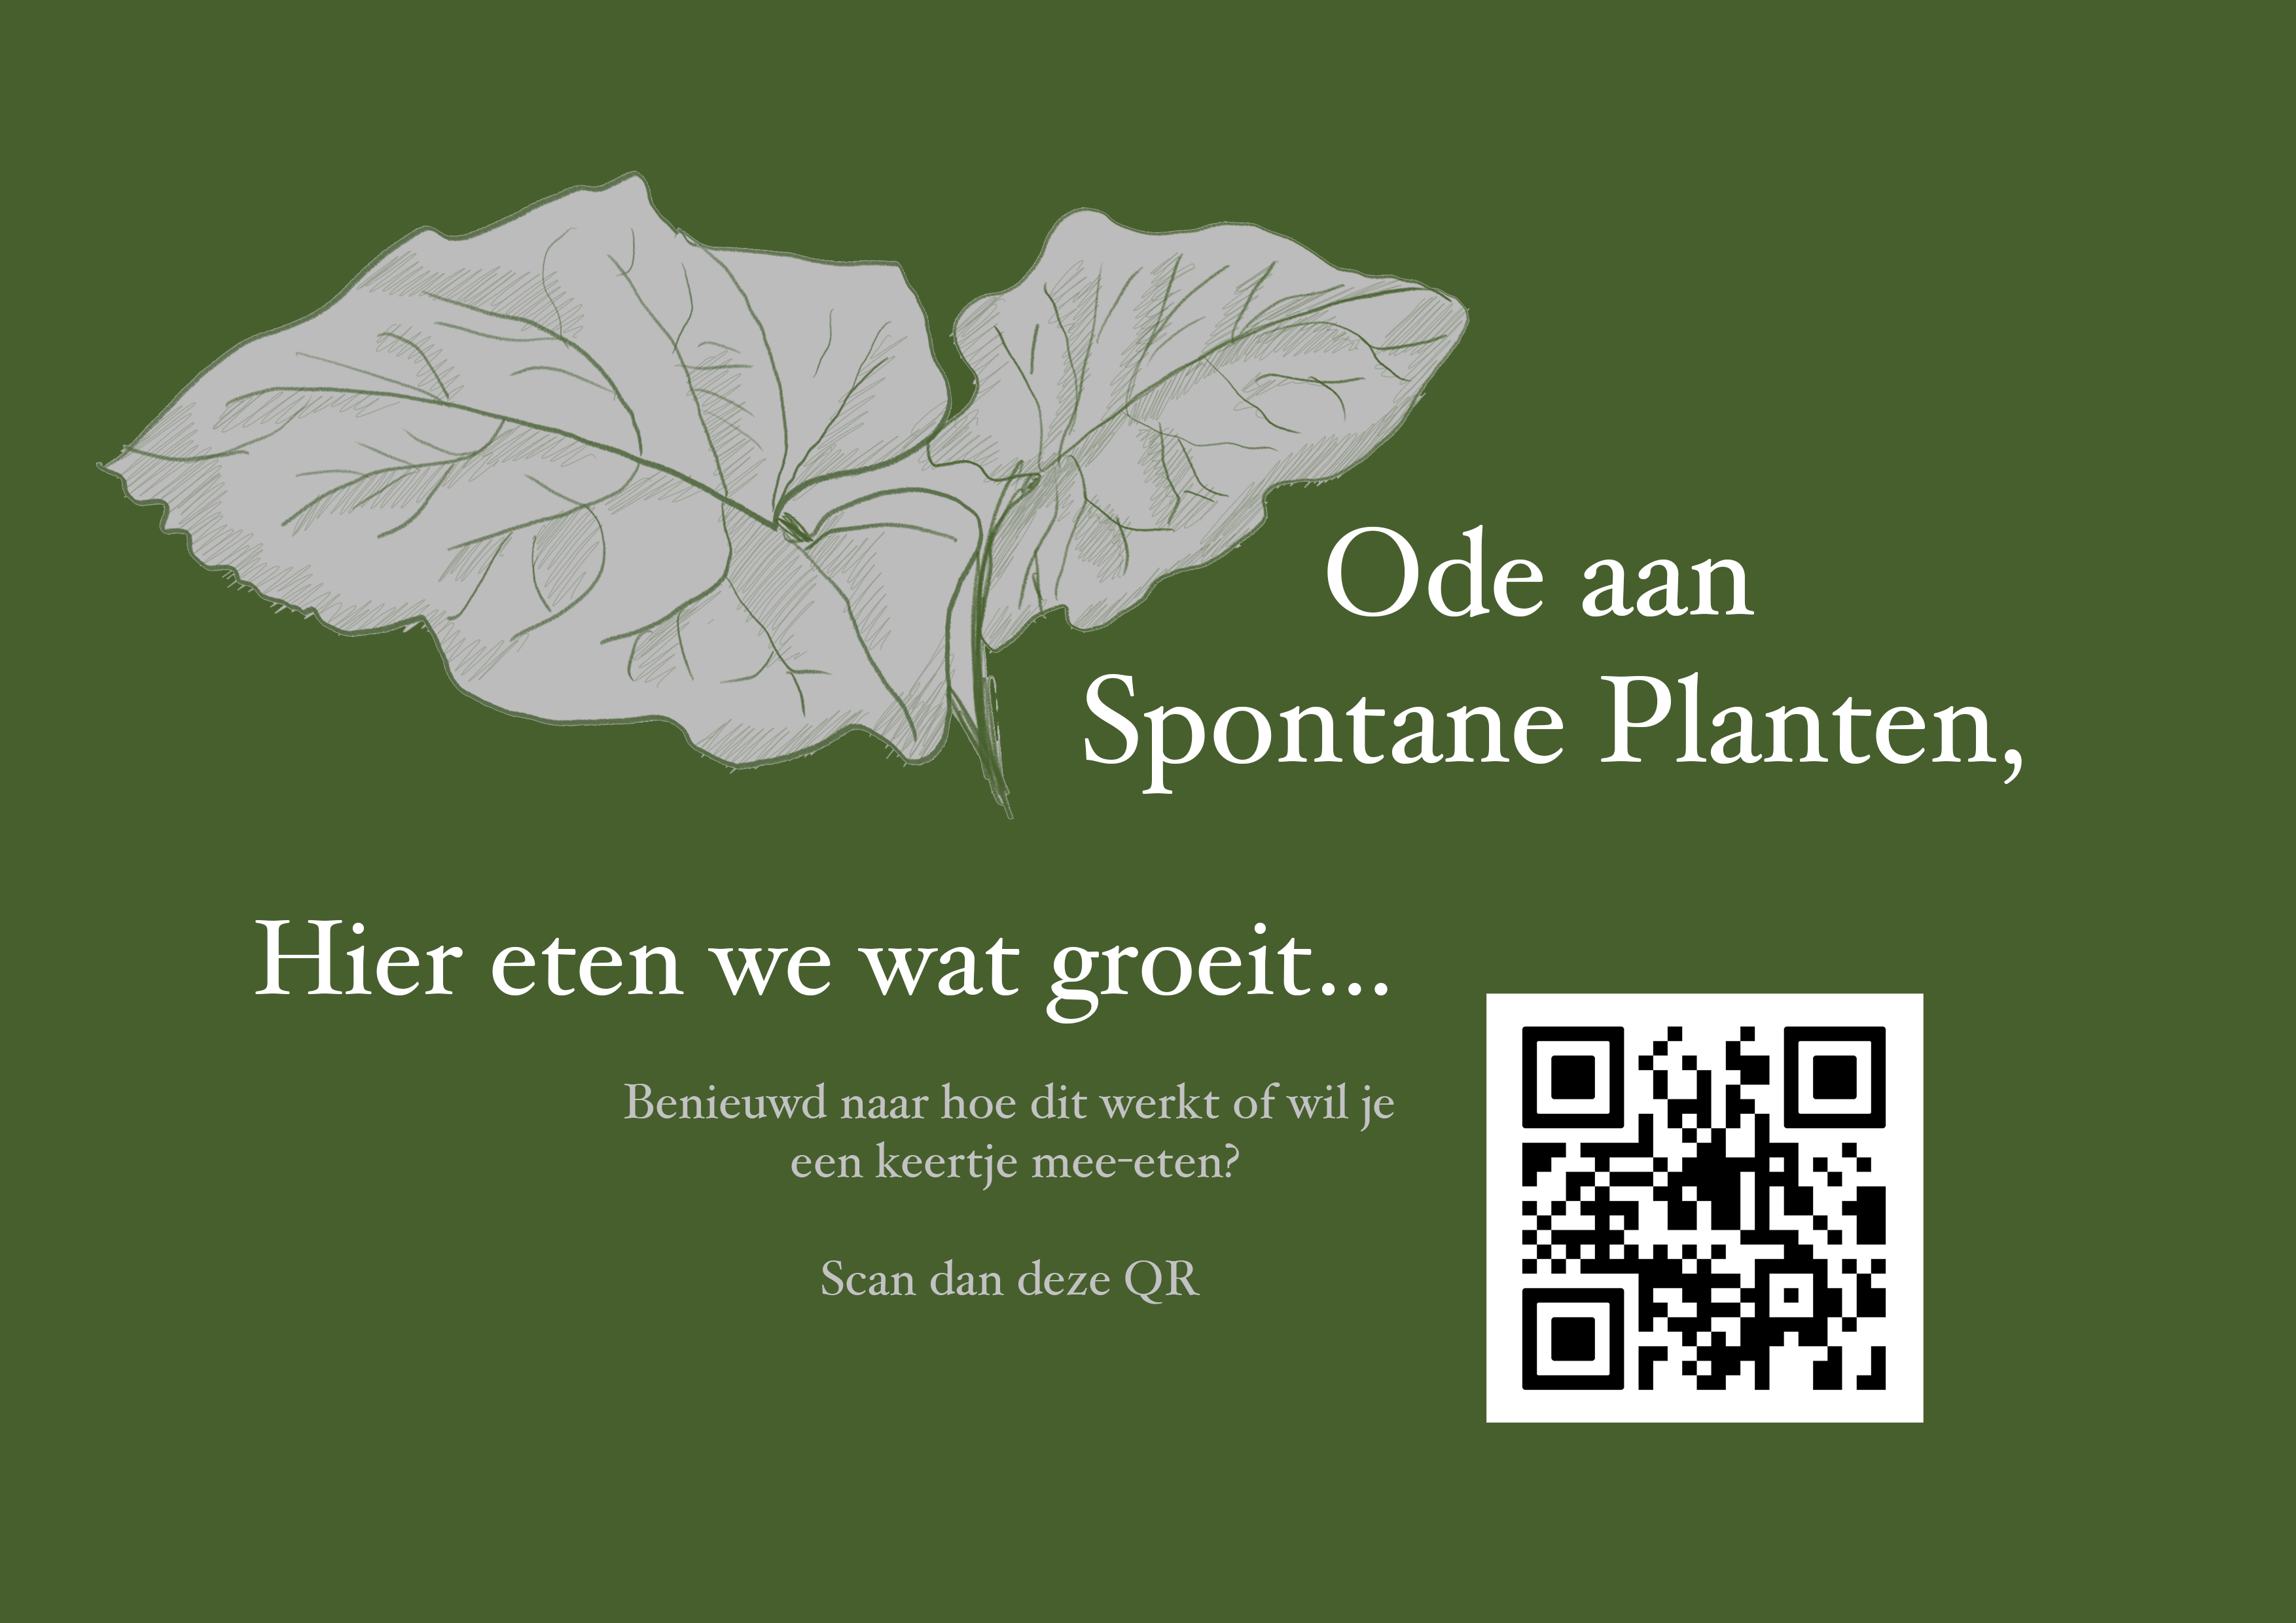 Ode aan
Spontane Planten,
Hier eten we wat groeit...
Benieuwd naar hoe dit werkt of wil je
een keertje mee-eten?
Scan dan deze QR